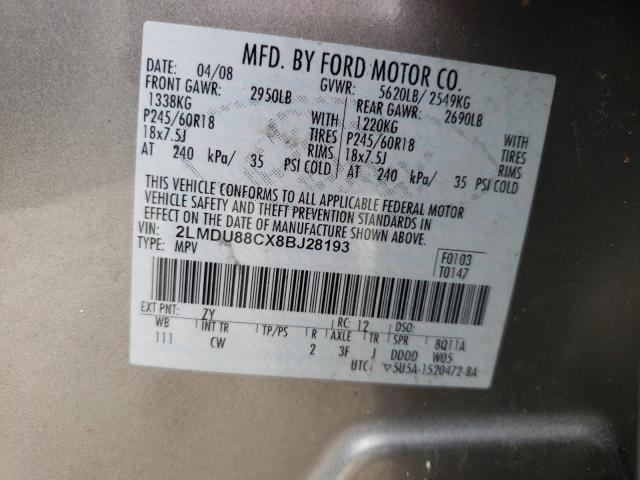 MFD. BY FORD MOTOR CO.
DATE: 04/08 GVWR: 5620LB/ 2549KG
FRONT GAWR: 2950LB REAR GAWR: 2690LB
1338KG WITH 1220KG WITH
P245/60R18 TIRES P245/60R18 TIRES
18x7.5J RIMS 18x7.5J RIMS
AT 240 kPa/ 35 PSI COLD AT 240 kPa/ 35 PSI COLD
THIS VEHICLE CONFORMS TO ALL APPLICABLE FEDERAL MOTOR
VEHICLE SAFETY AND THEFT PREVENTION STANDARDS IN
EFFECT ON THE DATE OF MANUFACTURE SHOWN ABOVE.
VIN: 2LMDU88CX8BJ28193
TYPE: MPV
F0103
T0147
EXT PNT: ZY RC: 12 DSO:
WB INT TR TP/PS R AXLE TR SPR 8Q11A
111 CW 2 3F J DDDD W05
UTC: ▽5U5A-1520472-BA